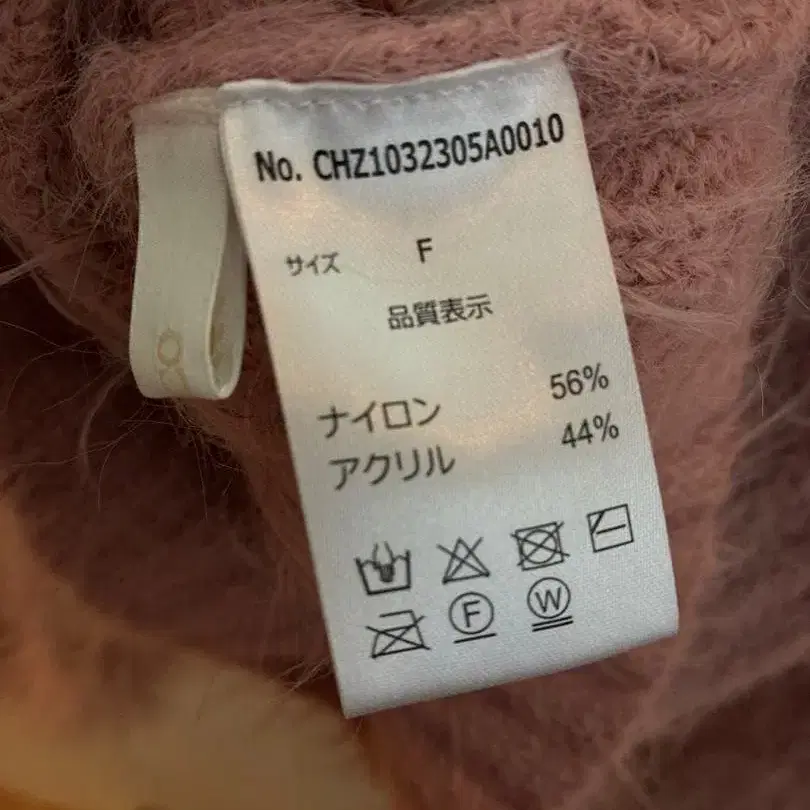 No. CHZ1032305A0010
サイズ F
品質表示
ナイロン 56%
アクリル 44%
F W